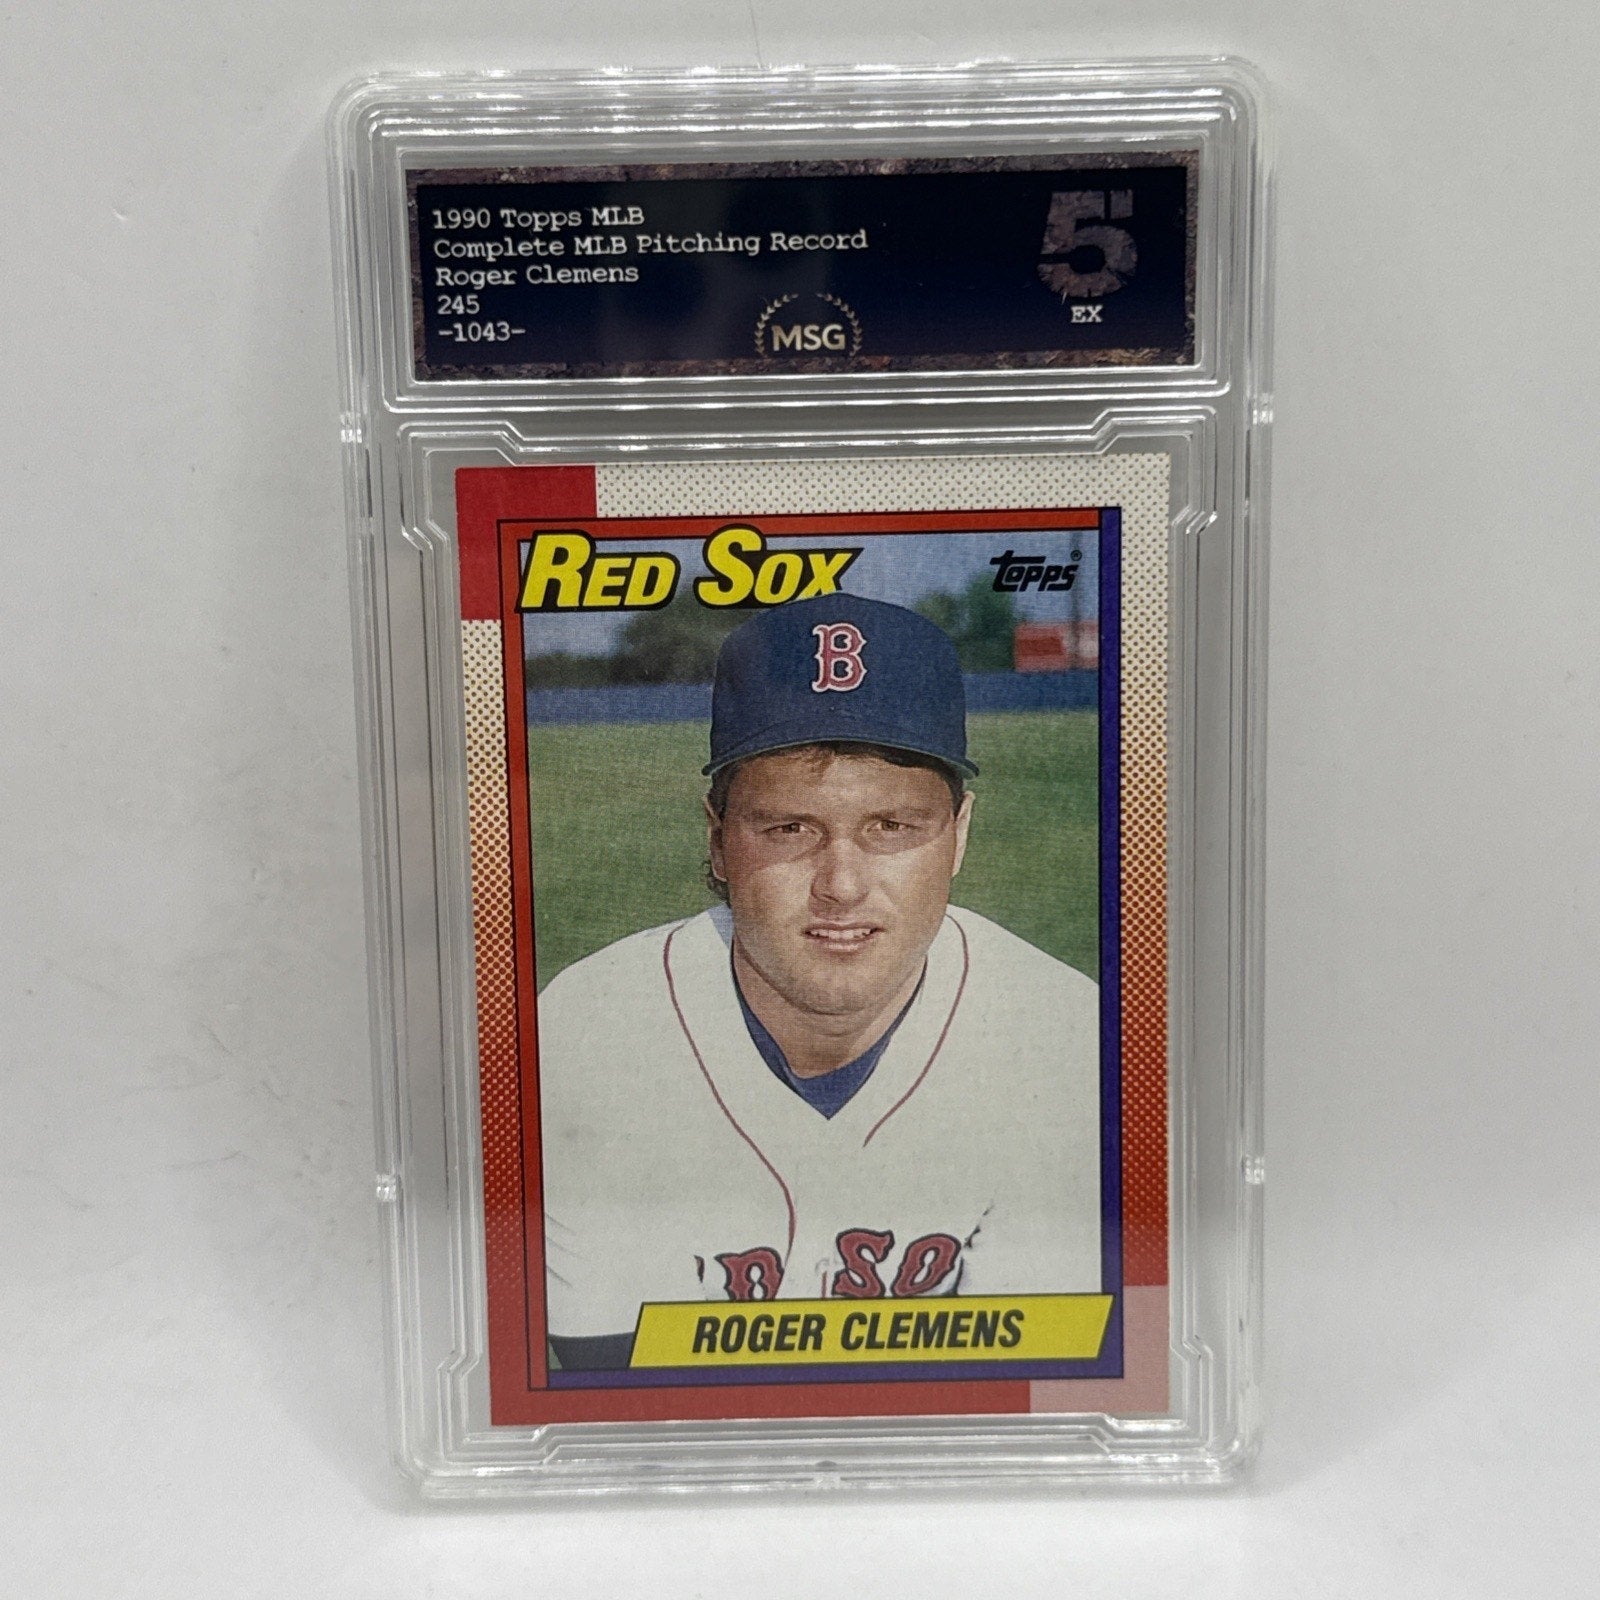 1990 Topps MLB
Complete MLB Pitching Record
Roger Clemens
245
-1043-
MSG
5
EX
RED SOX
TOPPS®
B
D SO
ROGER CLEMENS